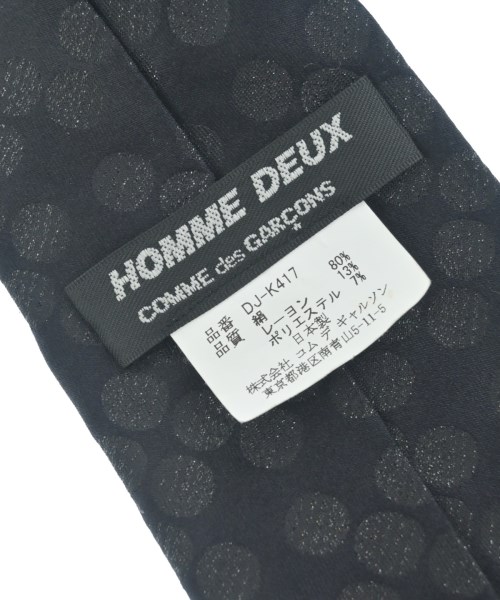 HOMME DEUX
COMME des GARÇONS
★
品番 DJ-K417
品質 絹 80%
レーヨン 13%
ポリエステル 7%
日本製
株式会社 コム デ ギャルソン
東京都港区南青山5-11-5